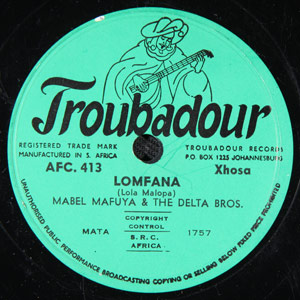 Troubadour
REGISTERED TRADE MARK
MANUFACTURED IN S. AFRICA
TROUBADOUR RECORDS
P.O. BOX 1225 JOHANNESBURG
AFC. 413
Xhosa
LOMFANA
(Lola Malopa)
MABEL MAFUYA & THE DELTA BROS.
COPYRIGHT
CONTROL
S.R.C.
AFRICA
MATA
1757
UNAUTHORISED PUBLIC PERFORMANCE BROADCASTING COPYING OR SELLING BELOW FIXED PRICE PROHIBITED